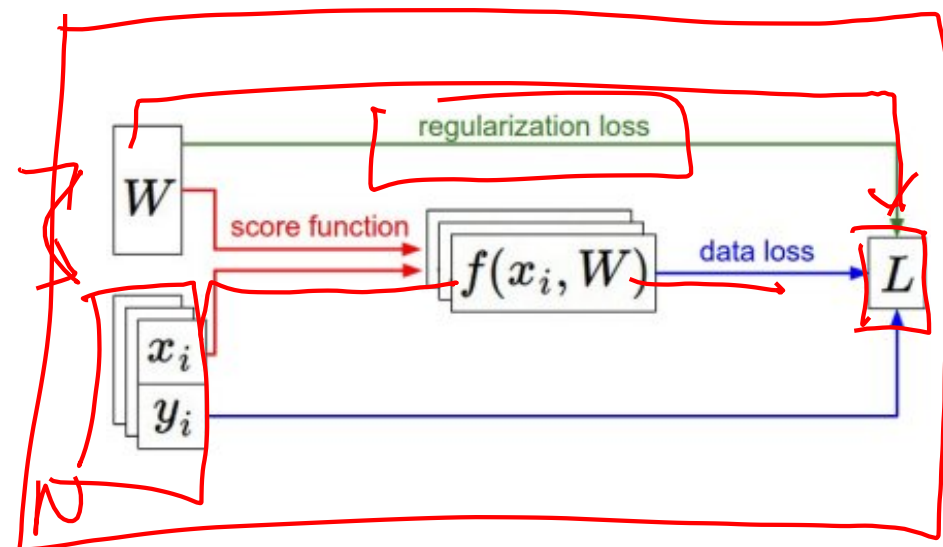 regularization loss
W
score function
f(x_i, W)
data loss
L
x_i
y_i
N